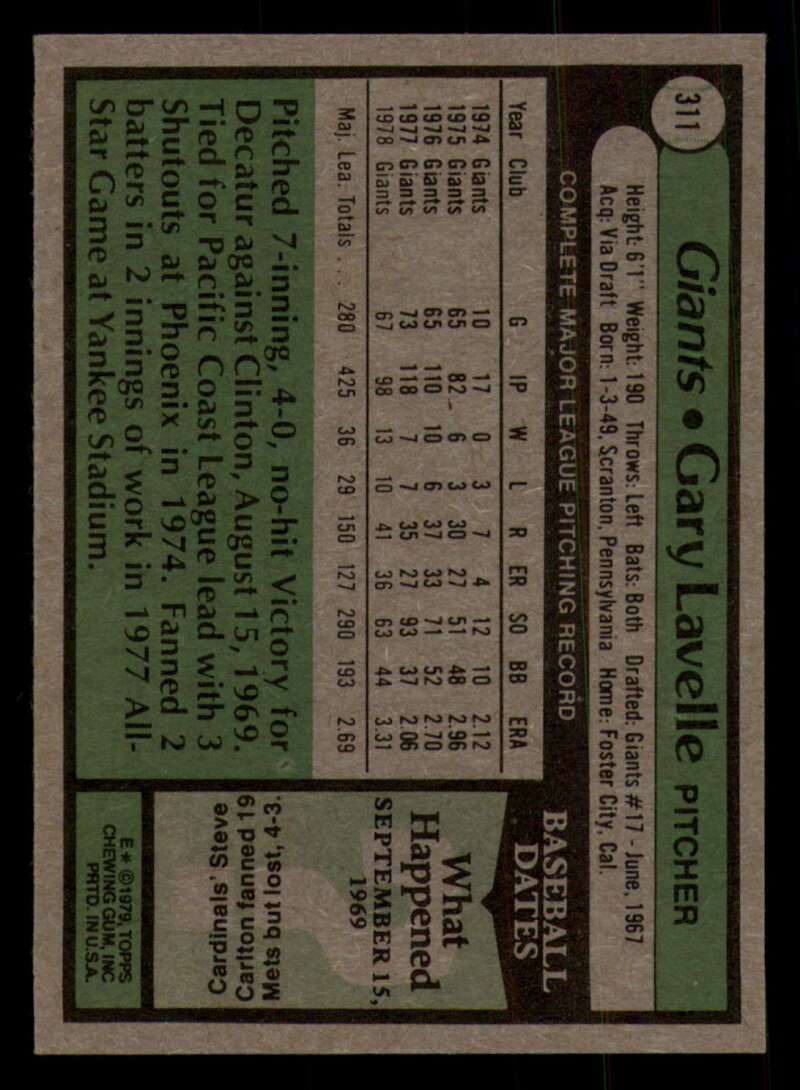 311
Giants • Gary Lavelle PITCHER
Height: 6'1" Weight: 190 Throws: Left Bats: Both Drafted: Giants #17 - June, 1967
Acq: Via Draft Born: 1-3-49, Scranton, Pennsylvania Home: Foster City, Cal.
COMPLETE MAJOR LEAGUE PITCHING RECORD
Year Club G IP W L R ER SO BB ERA
1974 Giants 10 17 0 3 7 4 12 10 2.12
1975 Giants 65 82 6 3 30 27 51 48 2.96
1976 Giants 65 110 10 6 37 33 71 52 2.70
1977 Giants 73 118 7 7 35 27 93 37 2.06
1978 Giants 67 98 13 10 41 36 63 44 3.31
Maj. Lea. Totals . . . 280 425 36 29 150 127 290 193 2.69
Pitched 7-inning, 4-0, no-hit Victory for
Decatur against Clinton, August 15, 1969.
Tied for Pacific Coast League lead with 3
Shutouts at Phoenix in 1974. Fanned 2
batters in 2 innings of work in 1977 All-
Star Game at Yankee Stadium.
BASEBALL
DATES
What
Happened
SEPTEMBER 15,
1969
Cardinals' Steve
Carlton fanned 19
Mets but lost, 4-3.
E* ©1979, TOPPS
CHEWING GUM, INC
PRTD. IN U.S.A.